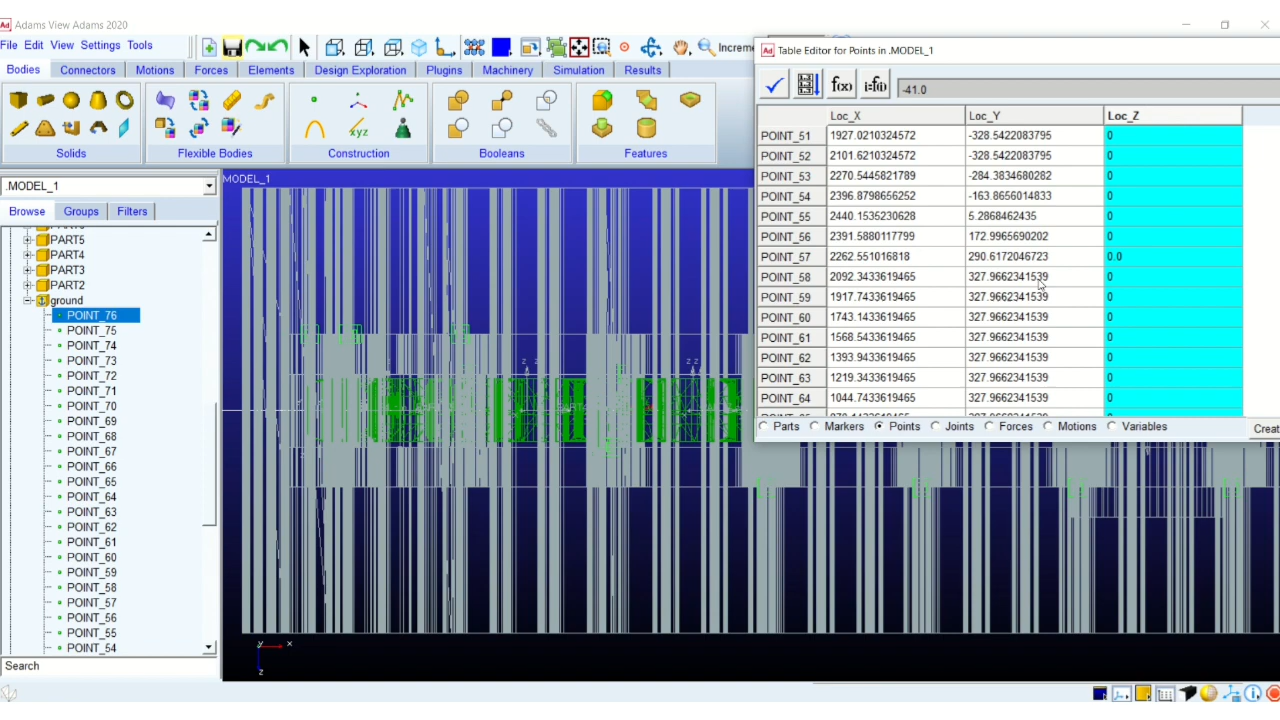 Adams View Adams 2020
File Edit View Settings Tools
Increme
Bodies Connectors Motions Forces Elements Design Exploration Plugins Machinery Simulation Results
Solids Flexible Bodies Construction Booleans Features
.MODEL_1
Browse Groups Filters
PART5
PART4
PART3
PART2
ground
POINT_76
POINT_75
POINT_74
POINT_73
POINT_72
POINT_71
POINT_70
POINT_69
POINT_68
POINT_67
POINT_66
POINT_65
POINT_64
POINT_63
POINT_62
POINT_61
POINT_60
POINT_59
POINT_58
POINT_57
POINT_56
POINT_55
POINT_54
Search
MODEL_1
Table Editor for Points in .MODEL_1
f(x) i=f(i)
-41.0
Loc_X Loc_Y Loc_Z
POINT_51 1927.0210324572 -328.5422083795 0
POINT_52 2101.6210324572 -328.5422083795 0
POINT_53 2270.5445821789 -284.3834680282 0
POINT_54 2396.8798656252 -163.8656014833 0
POINT_55 2440.1535230628 5.2868462435 0
POINT_56 2391.5880117799 172.9965690202 0
POINT_57 2262.551016818 290.6172046723 0.0
POINT_58 2092.3433619465 327.9662341539 0
POINT_59 1917.7433619465 327.9662341539 0
POINT_60 1743.1433619465 327.9662341539 0
POINT_61 1568.5433619465 327.9662341539 0
POINT_62 1393.9433619465 327.9662341539 0
POINT_63 1219.3433619465 327.9662341539 0
POINT_64 1044.7433619465 327.9662341539 0
Parts Markers Points Joints Forces Motions Variables
Creat